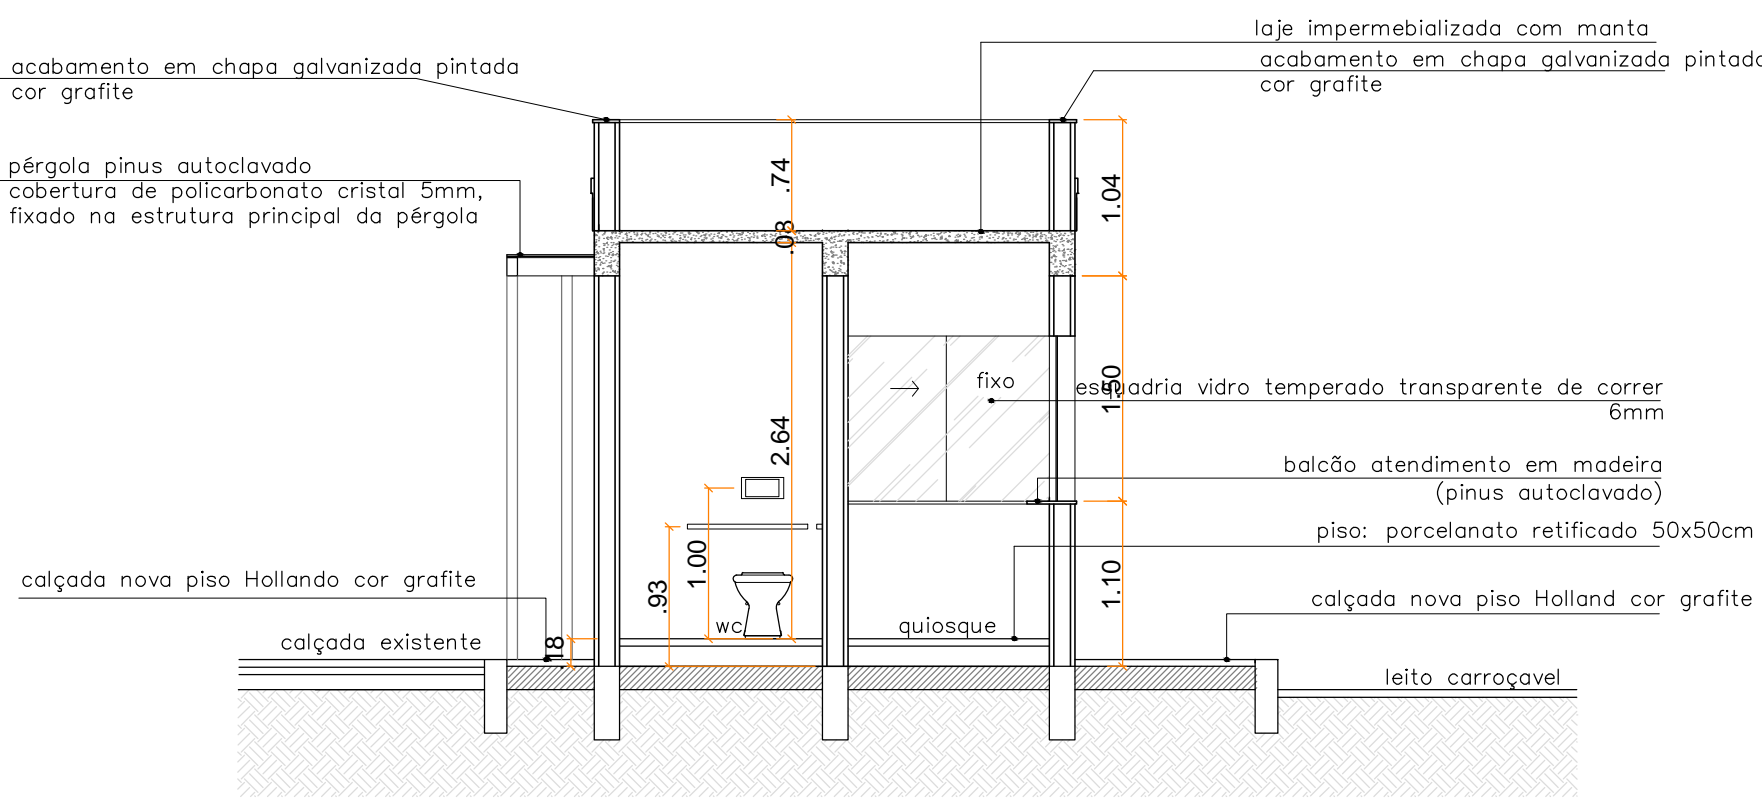 laje impermebializada com manta
acabamento em chapa galvanizada pintada
cor grafite
acabamento em chapa galvanizada pintada
cor grafite
pérgola pinus autoclavado
cobertura de policarbonato cristal 5mm,
fixado na estrutura principal da pérgola
.74
.08
1.04
fixo
esquadria vidro temperado transparente de correr
6mm
1.50
2.64
balcão atendimento em madeira
(pinus autoclavado)
piso: porcelanato retificado 50x50cm
1.00
.93
1.10
calçada nova piso Hollando cor grafite
calçada nova piso Holland cor grafite
wc
quiosque
calçada existente
.18
leito carroçavel